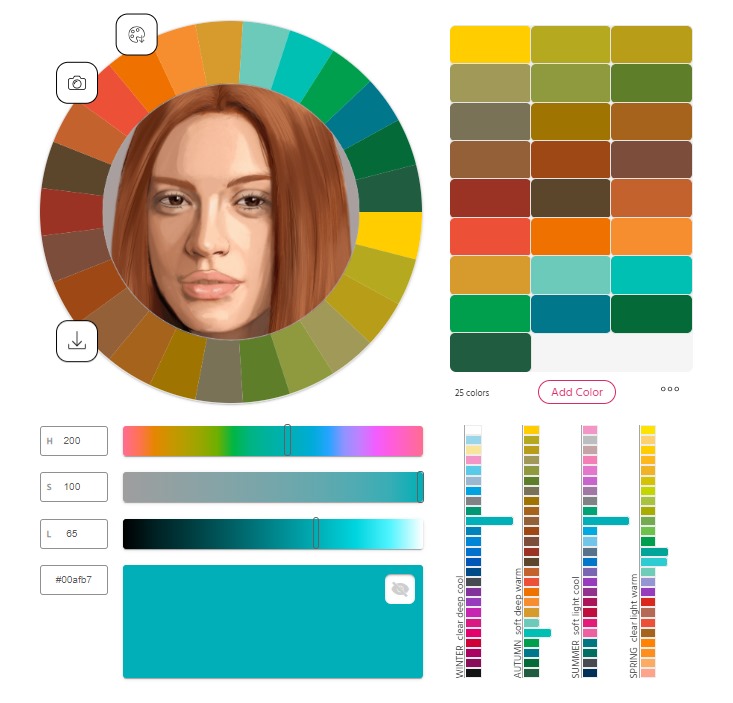 25 colors
Add Color
H 200
S 100
L 65
#00afb7
WINTER clear deep cool
AUTUMN soft deep warm
SUMMER soft light cool
SPRING clear light warm